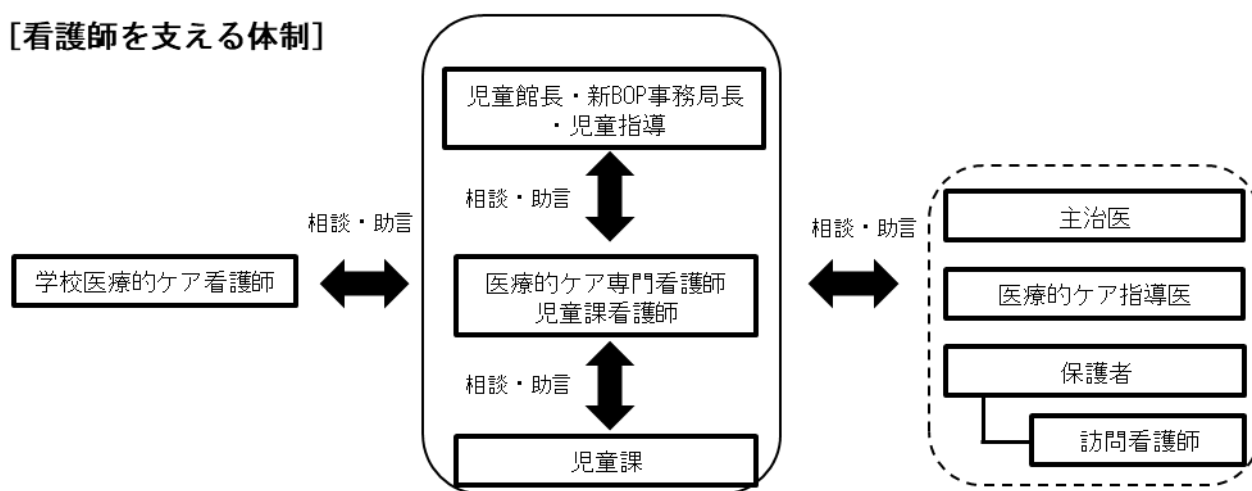 [看護師を支える体制]
児童館長・新BOP事務局長
・児童指導
相談・助言
相談・助言
相談・助言
学校医療的ケア看護師
医療的ケア専門看護師
児童課看護師
相談・助言
児童課
主治医
医療的ケア指導医
保護者
訪問看護師